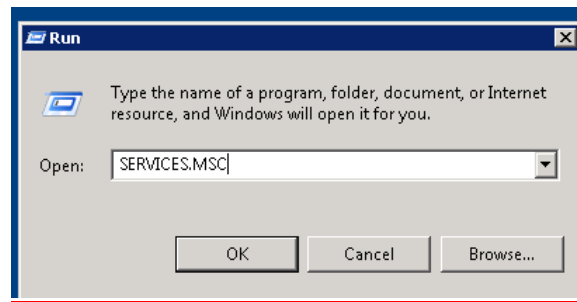 Run
Type the name of a program, folder, document, or Internet
resource, and Windows will open it for you.
Open: SERVICES.MSC
OK Cancel Browse...